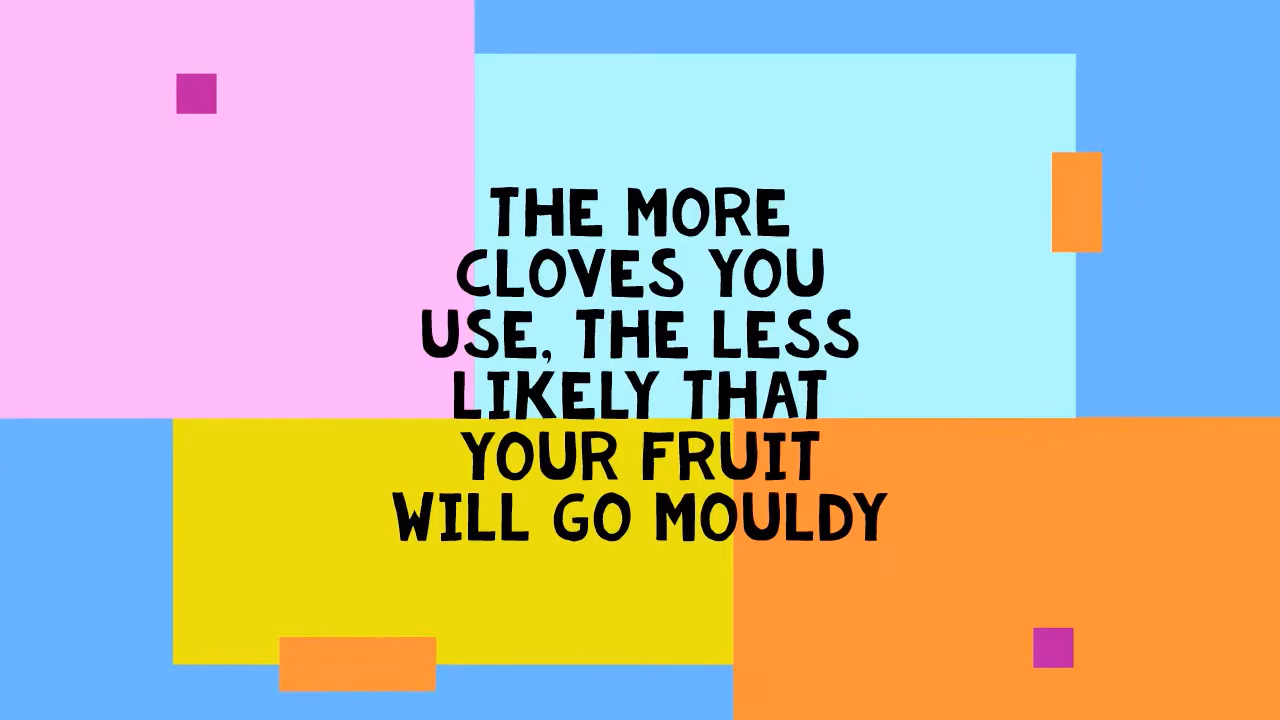 THE MORE
CLOVES YOU
USE, THE LESS
LIKELY THAT
YOUR FRUIT
WILL GO MOULDY